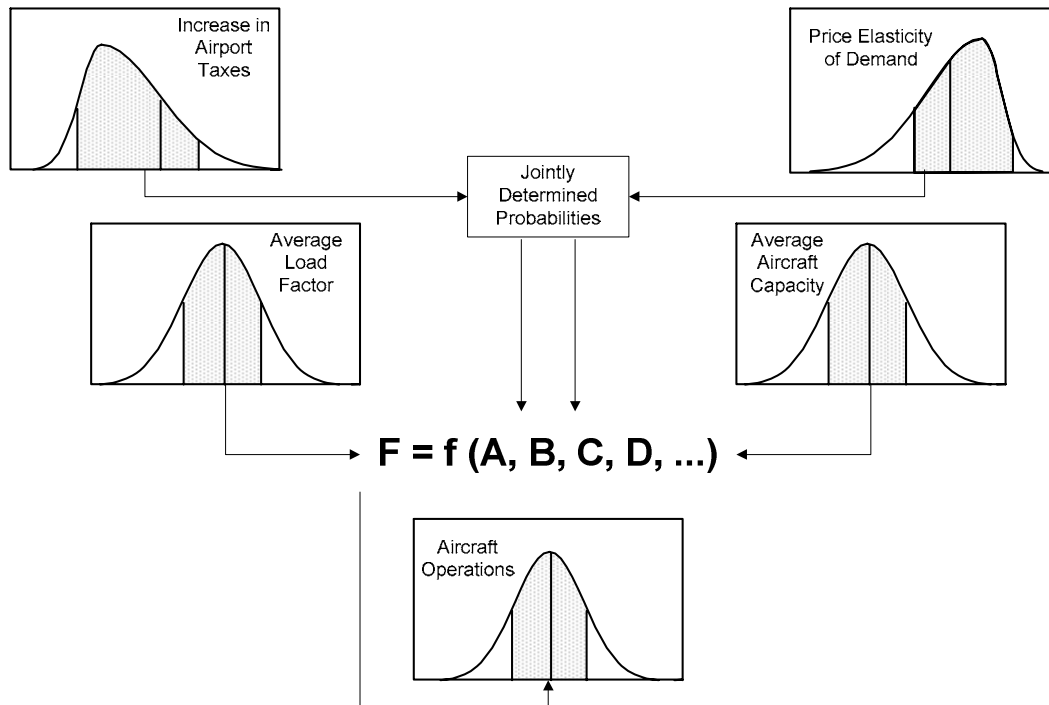 Increase in
Airport
Taxes
Price Elasticity
of Demand
Jointly
Determined
Probabilities
Average
Load
Factor
Average
Aircraft
Capacity
F = f (A, B, C, D, ...)
Aircraft
Operations